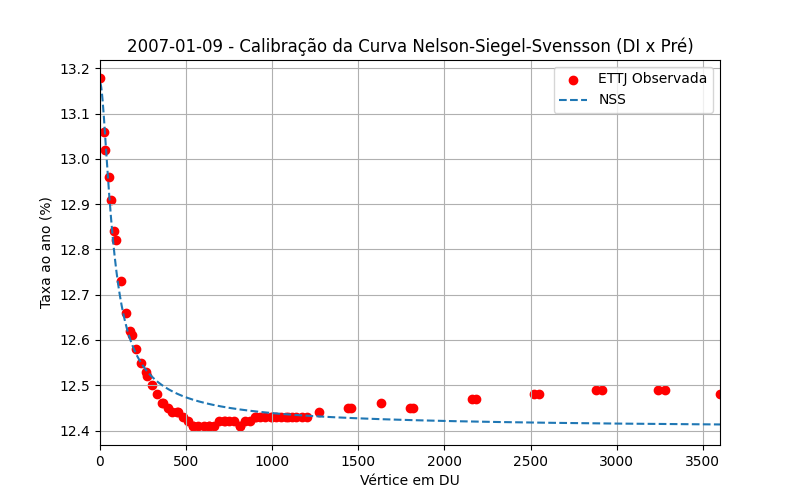 2007-01-09 - Calibração da Curva Nelson-Siegel-Svensson (DI x Pré)
ETTJ Observada
NSS
Taxa ao ano (%)
13.2
13.1
13.0
12.9
12.8
12.7
12.6
12.5
12.4
0 500 1000 1500 2000 2500 3000 3500
Vértice em DU